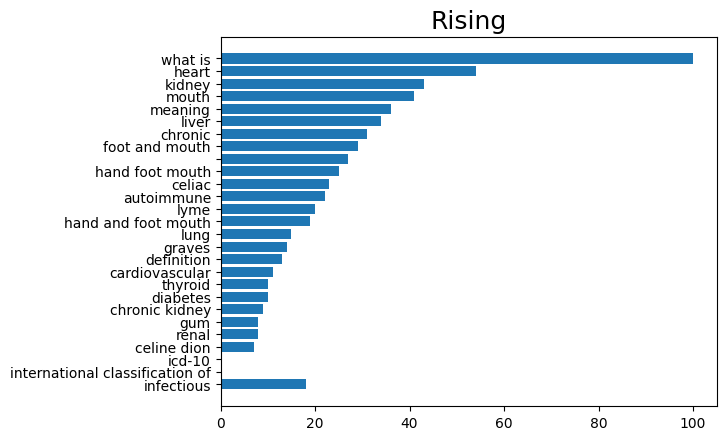 Rising
what is
heart
kidney
mouth
meaning
liver
chronic
foot and mouth
hand foot mouth
celiac
autoimmune
lyme
hand and foot mouth
lung
graves
definition
cardiovascular
thyroid
diabetes
chronic kidney
gum
renal
celine dion
icd-10
international classification of
infectious
0 20 40 60 80 100